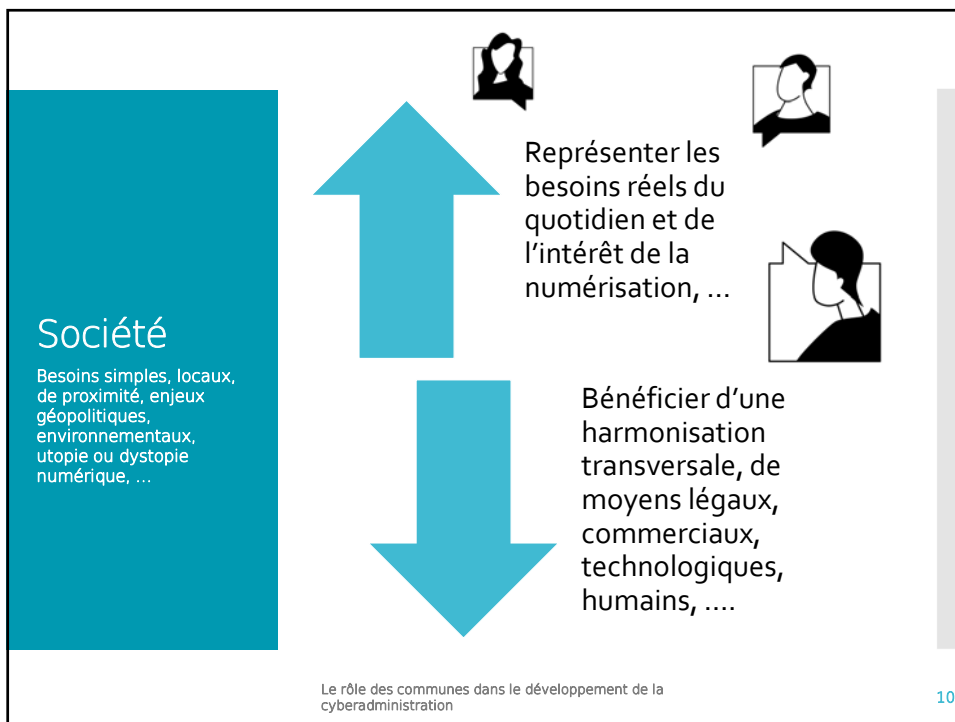 Société
Besoins simples, locaux,
de proximité, enjeux
géopolitiques,
environnementaux,
utopie ou dystopie
numérique, ...
Représenter les
besoins réels du
quotidien et de
l'intérêt de la
numérisation, ...
Bénéficier d'une
harmonisation
transversale, de
moyens légaux,
commerciaux,
technologiques,
humains, ....
Le rôle des communes dans le développement de la
cyberadministration
10